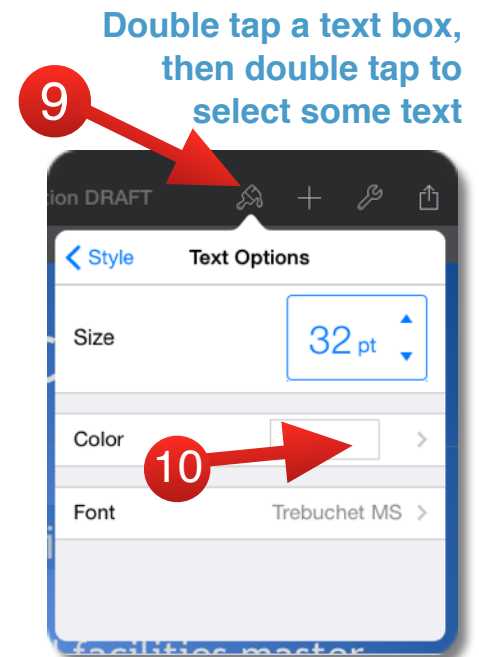 Double tap a text box,
then double tap to
select some text
9
ion DRAFT
Style Text Options
Size 32 pt
Color
10
Font Trebuchet MS
facilities master